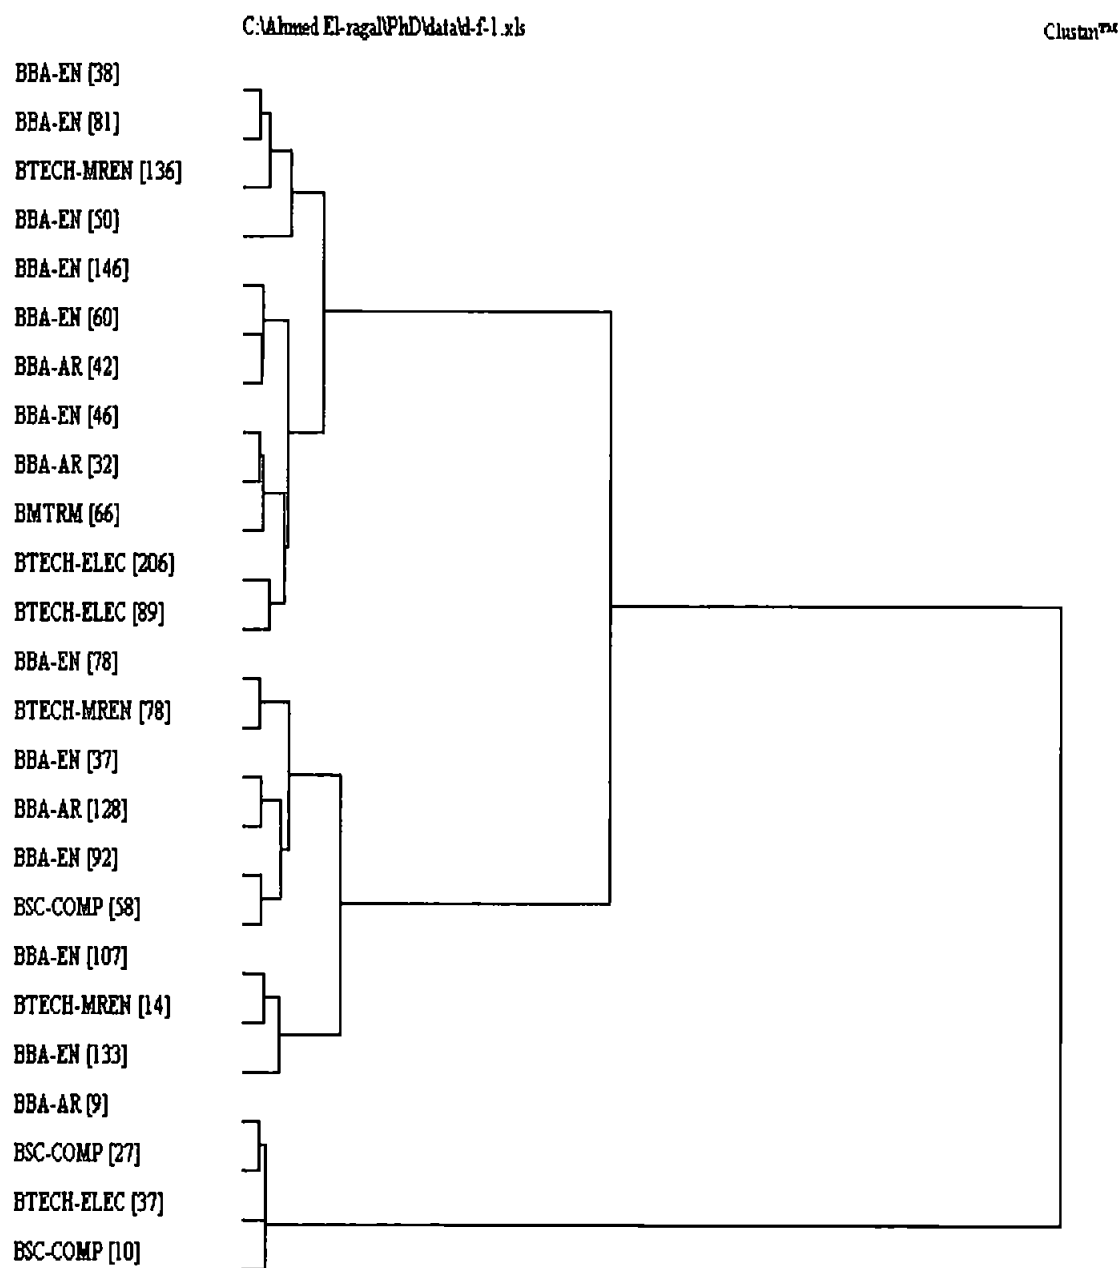 C:\Ahmed El-ragal\PhD\data\d-f-1.xls Clustan™
BBA-EN [38]
BBA-EN [81]
BTECH-MREN [136]
BBA-EN [50]
BBA-EN [146]
BBA-EN [60]
BBA-AR [42]
BBA-EN [46]
BBA-AR [32]
BMTRM [66]
BTECH-ELEC [206]
BTECH-ELEC [89]
BBA-EN [78]
BTECH-MREN [78]
BBA-EN [37]
BBA-AR [128]
BBA-EN [92]
BSC-COMP [58]
BBA-EN [107]
BTECH-MREN [14]
BBA-EN [133]
BBA-AR [9]
BSC-COMP [27]
BTECH-ELEC [37]
BSC-COMP [10]